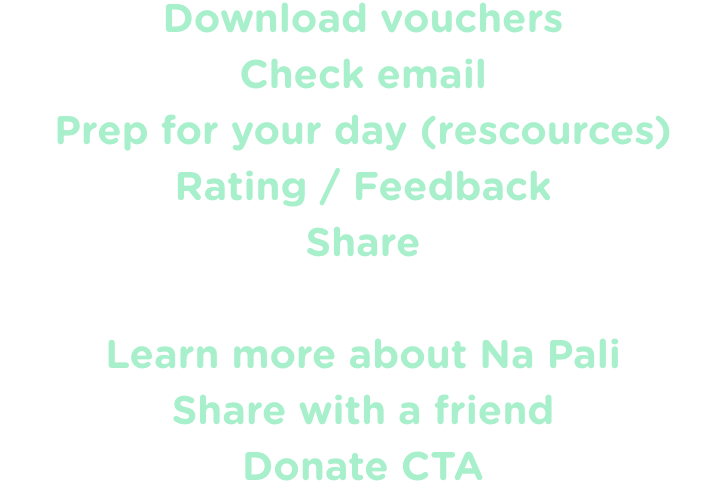 Download vouchers
Check email
Prep for your day (rescources)
Rating / Feedback
Share
Learn more about Na Pali
Share with a friend
Donate CTA